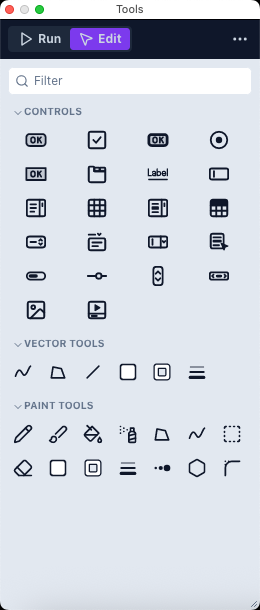 Tools
Run Edit
Filter
CONTROLS
OK OK
OK Label
VECTOR TOOLS
PAINT TOOLS